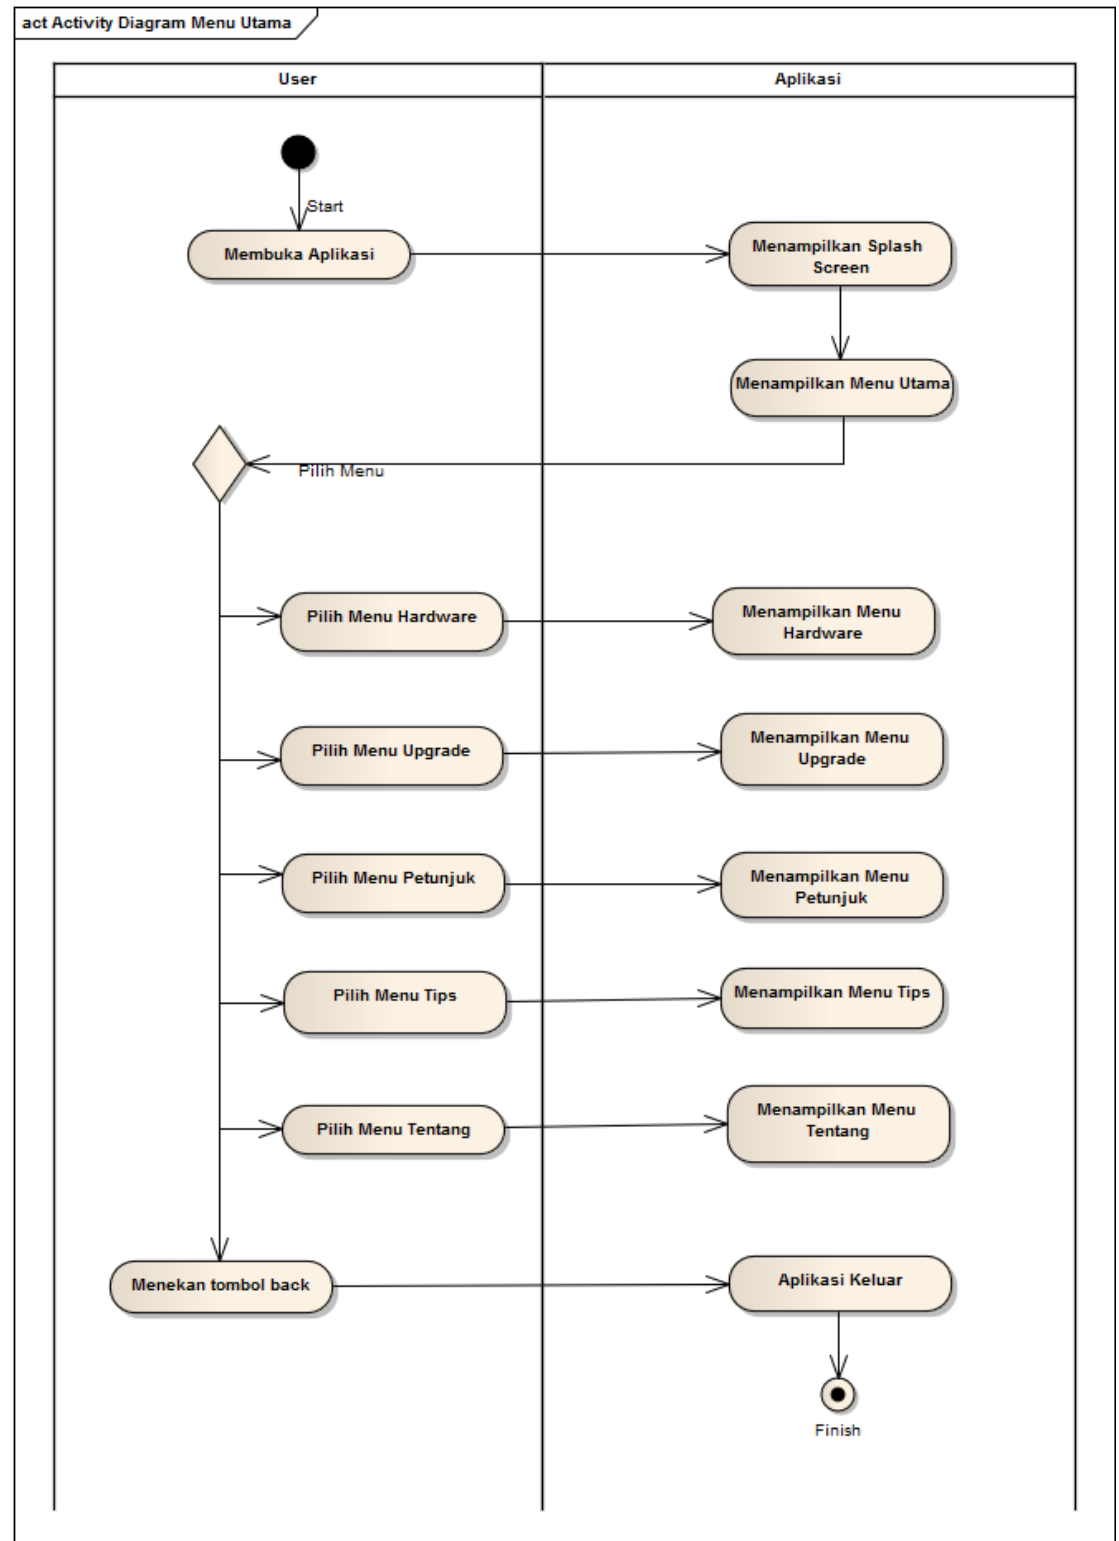 act Activity Diagram Menu Utama
User
Aplikasi
Start
Membuka Aplikasi
Menampilkan Splash
Screen
Menampilkan Menu Utama
Pilih Menu
Pilih Menu Hardware
Menampilkan Menu
Hardware
Pilih Menu Upgrade
Menampilkan Menu
Upgrade
Pilih Menu Petunjuk
Menampilkan Menu
Petunjuk
Pilih Menu Tips
Menampilkan Menu Tips
Pilih Menu Tentang
Menampilkan Menu
Tentang
Menekan tombol back
Aplikasi Keluar
Finish